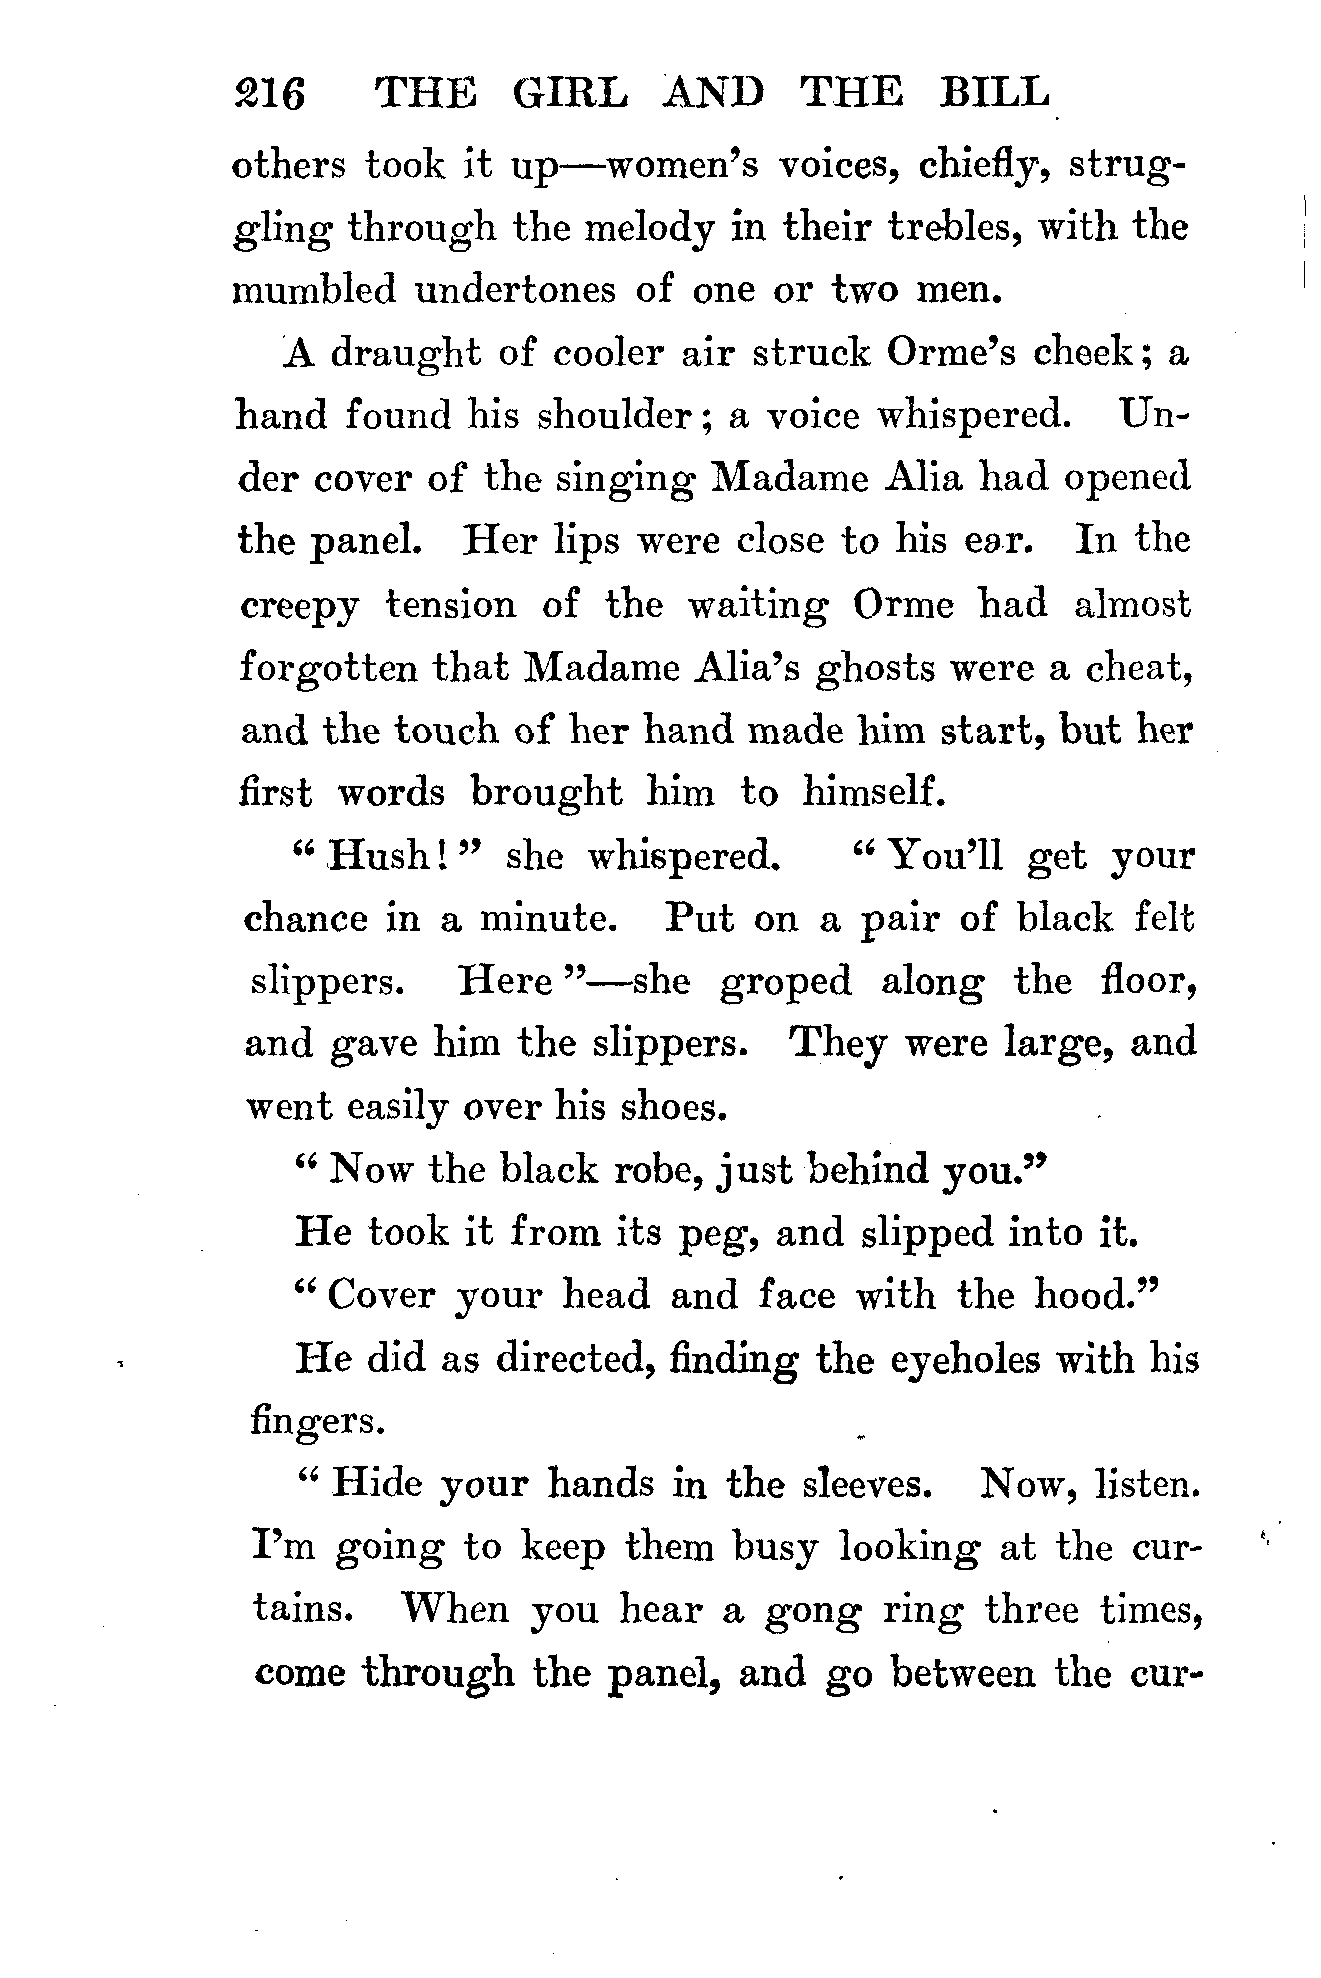 216 THE GIRL AND THE BILL
others took it up—women's voices, chiefly, strug-
gling through the melody in their trebles, with the
mumbled undertones of one or two men.
A draught of cooler air struck Orme's cheek; a
hand found his shoulder; a voice whispered. Un-
der cover of the singing Madame Alia had opened
the panel. Her lips were close to his ear. In the
creepy tension of the waiting Orme had almost
forgotten that Madame Alia's ghosts were a cheat,
and the touch of her hand made him start, but her
first words brought him to himself.
"Hush!" she whispered. "You'll get your
chance in a minute. Put on a pair of black felt
slippers. Here"—she groped along the floor,
and gave him the slippers. They were large, and
went easily over his shoes.
"Now the black robe, just behind you."
He took it from its peg, and slipped into it.
"Cover your head and face with the hood."
He did as directed, finding the eyeholes with his
fingers.
"Hide your hands in the sleeves. Now, listen.
I'm going to keep them busy looking at the cur-
tains. When you hear a gong ring three times,
come through the panel, and go between the cur-